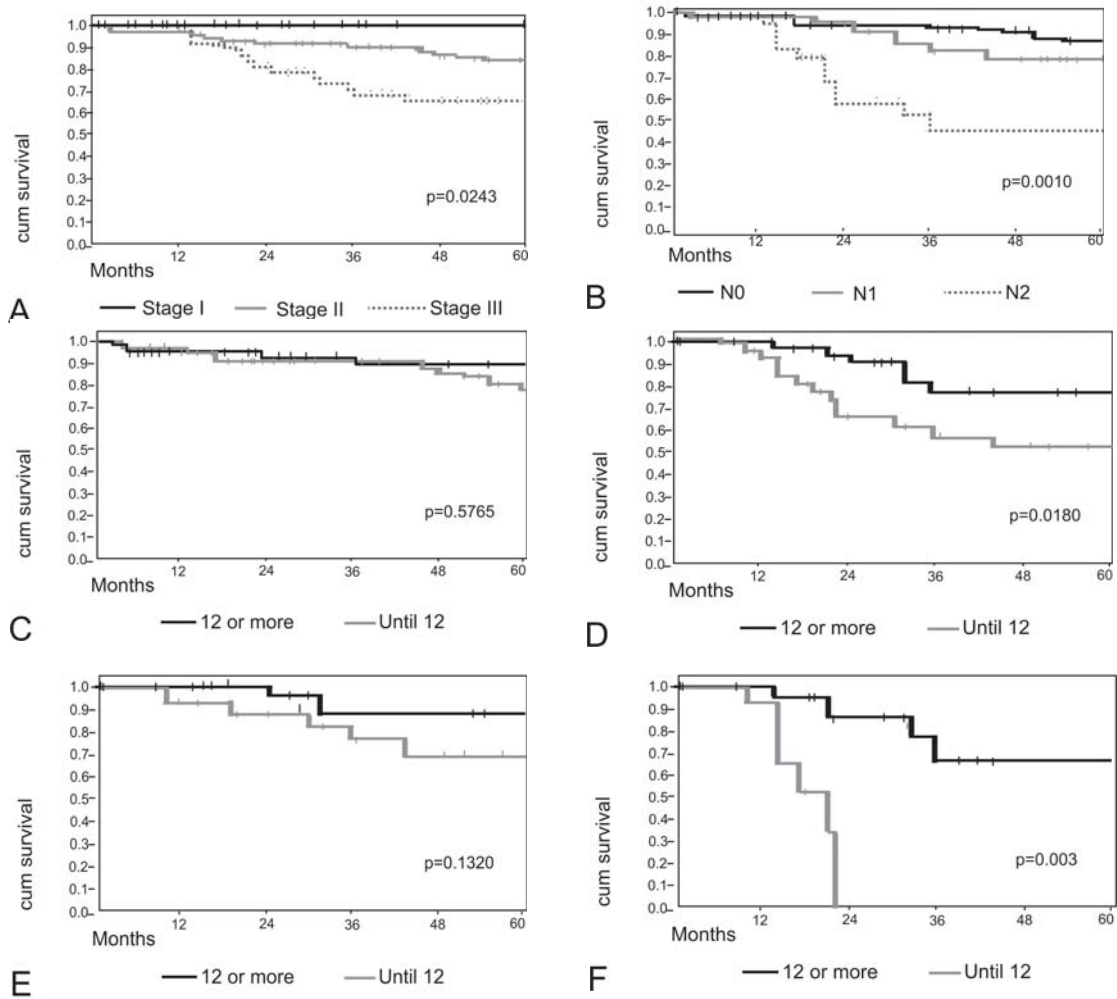 1.0
0.9
0.8
0.7
0.6
0.5
0.4
0.3
0.2
0.1
0.0
cum survival
p=0.0243
12 24 36 48 60
Months
A
Stage I Stage II Stage III
1.0
0.9
0.8
0.7
0.6
0.5
0.4
0.3
0.2
0.1
0.0
cum survival
p=0.0010
12 24 36 48 60
Months
B
N0 N1 N2
1.0
0.9
0.8
0.7
0.6
0.5
0.4
0.3
0.2
0.1
0.0
cum survival
p=0.5765
12 24 36 48 60
Months
C
12 or more Until 12
1.0
0.9
0.8
0.7
0.6
0.5
0.4
0.3
0.2
0.1
0.0
cum survival
p=0.0180
12 24 36 48 60
Months
D
12 or more Until 12
1.0
0.9
0.8
0.7
0.6
0.5
0.4
0.3
0.2
0.1
0.0
cum survival
p=0.1320
12 24 36 48 60
Months
E
12 or more Until 12
1.0
0.9
0.8
0.7
0.6
0.5
0.4
0.3
0.2
0.1
0.0
cum survival
p=0.003
12 24 36 48 60
Months
F
12 or more Until 12